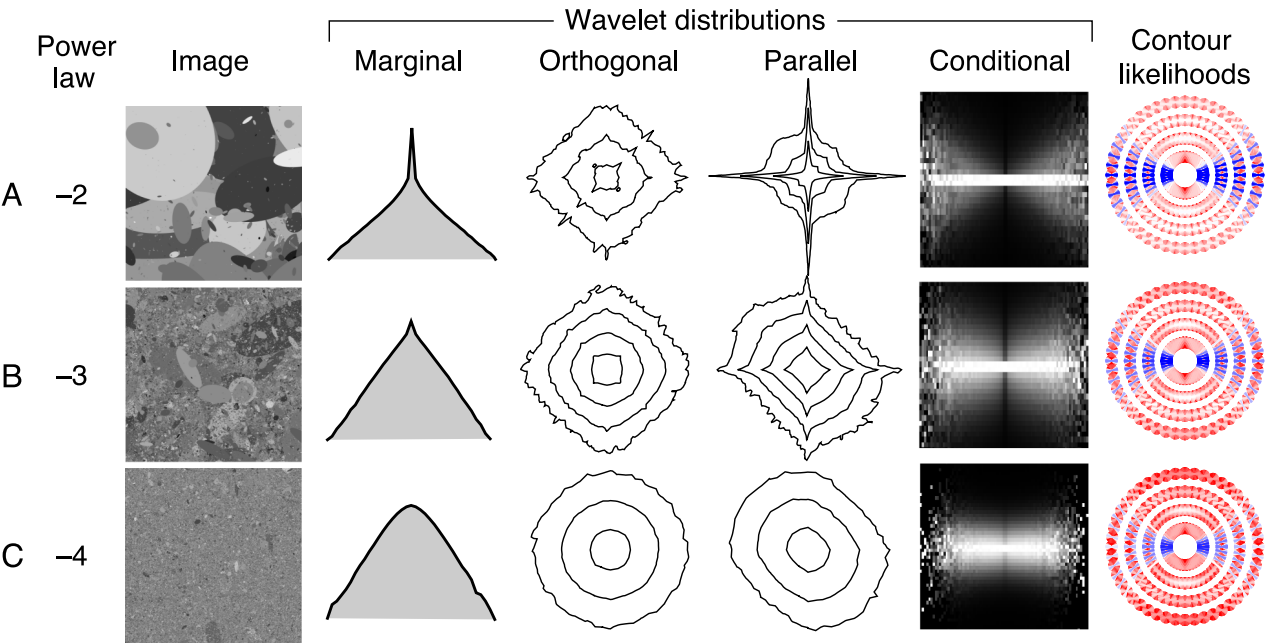 Wavelet distributions
Power law
Image
Marginal
Orthogonal
Parallel
Conditional
Contour likelihoods
A –2
B –3
C –4